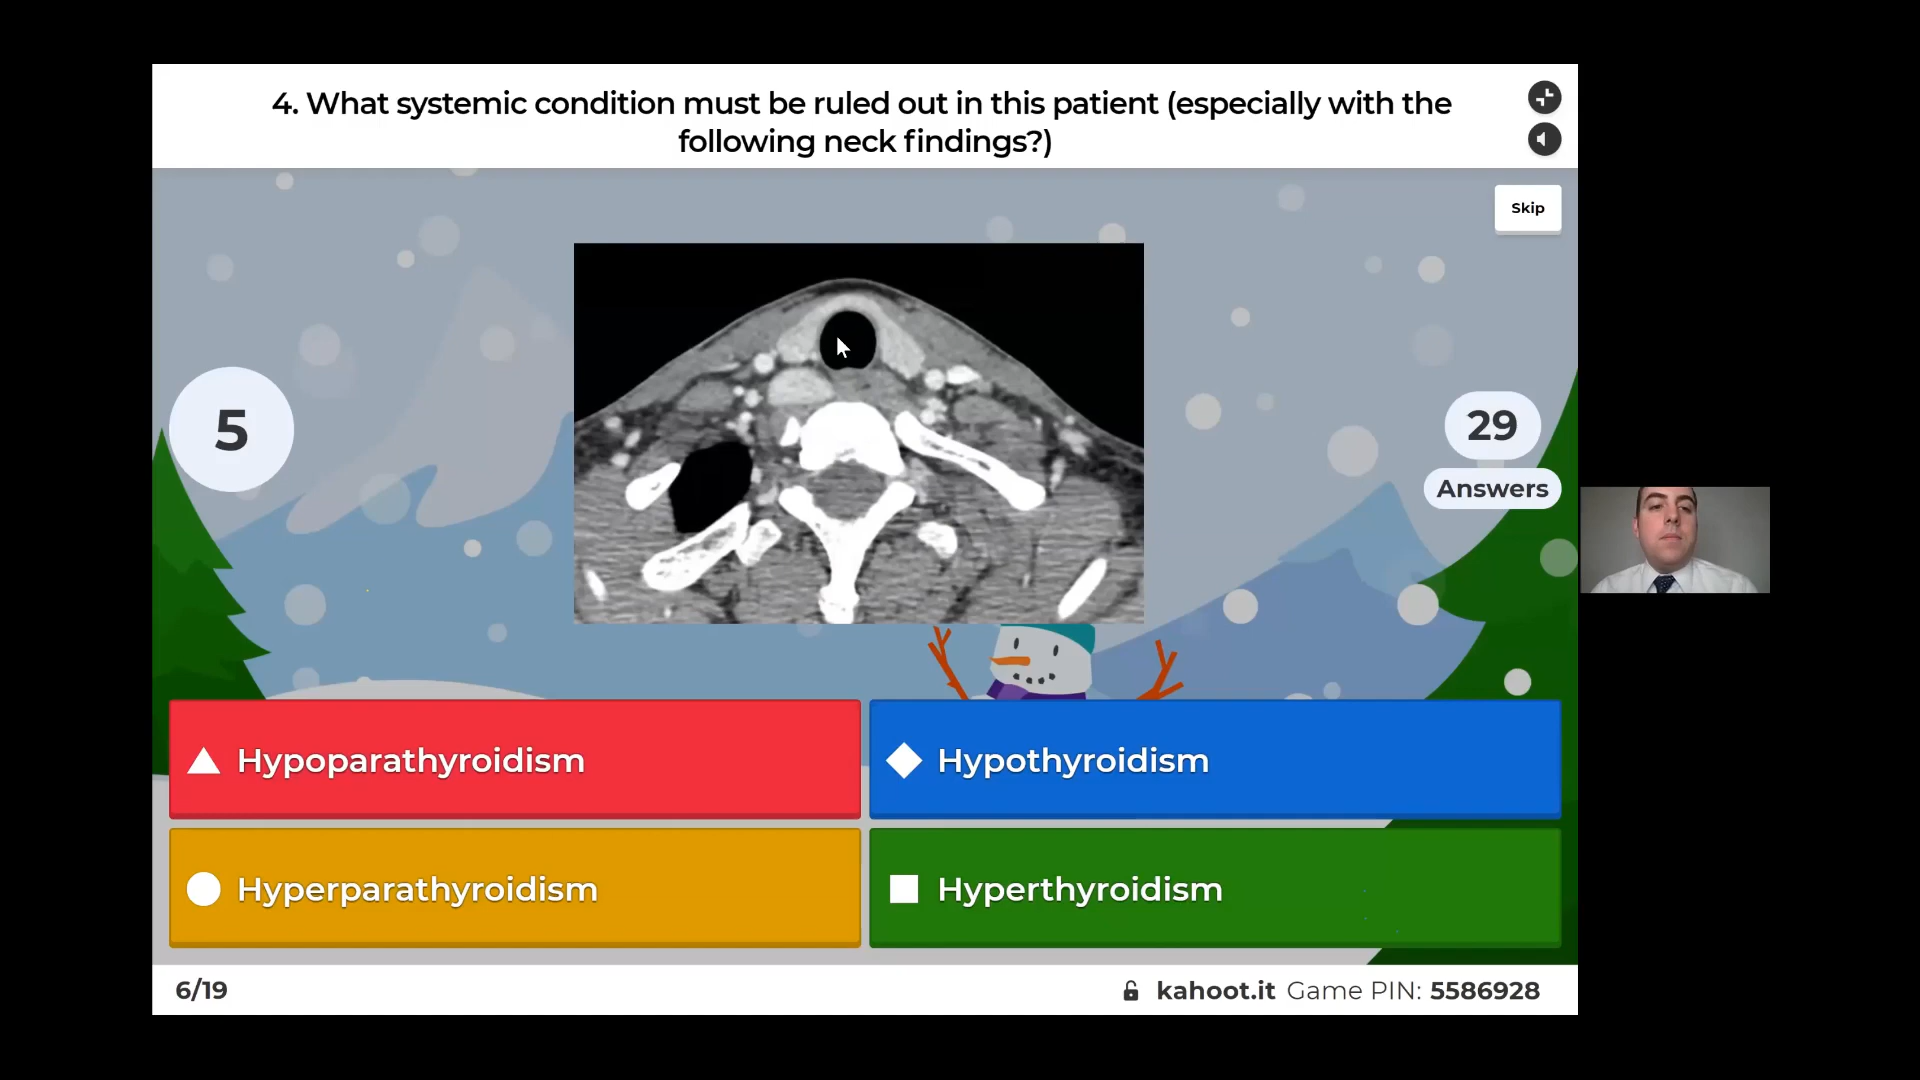 4. What systemic condition must be ruled out in this patient (especially with the
following neck findings?)
Skip
5
29
Answers
Hypoparathyroidism
Hypothyroidism
Hyperparathyroidism
Hyperthyroidism
6/19
kahoot.it Game PIN: 5586928